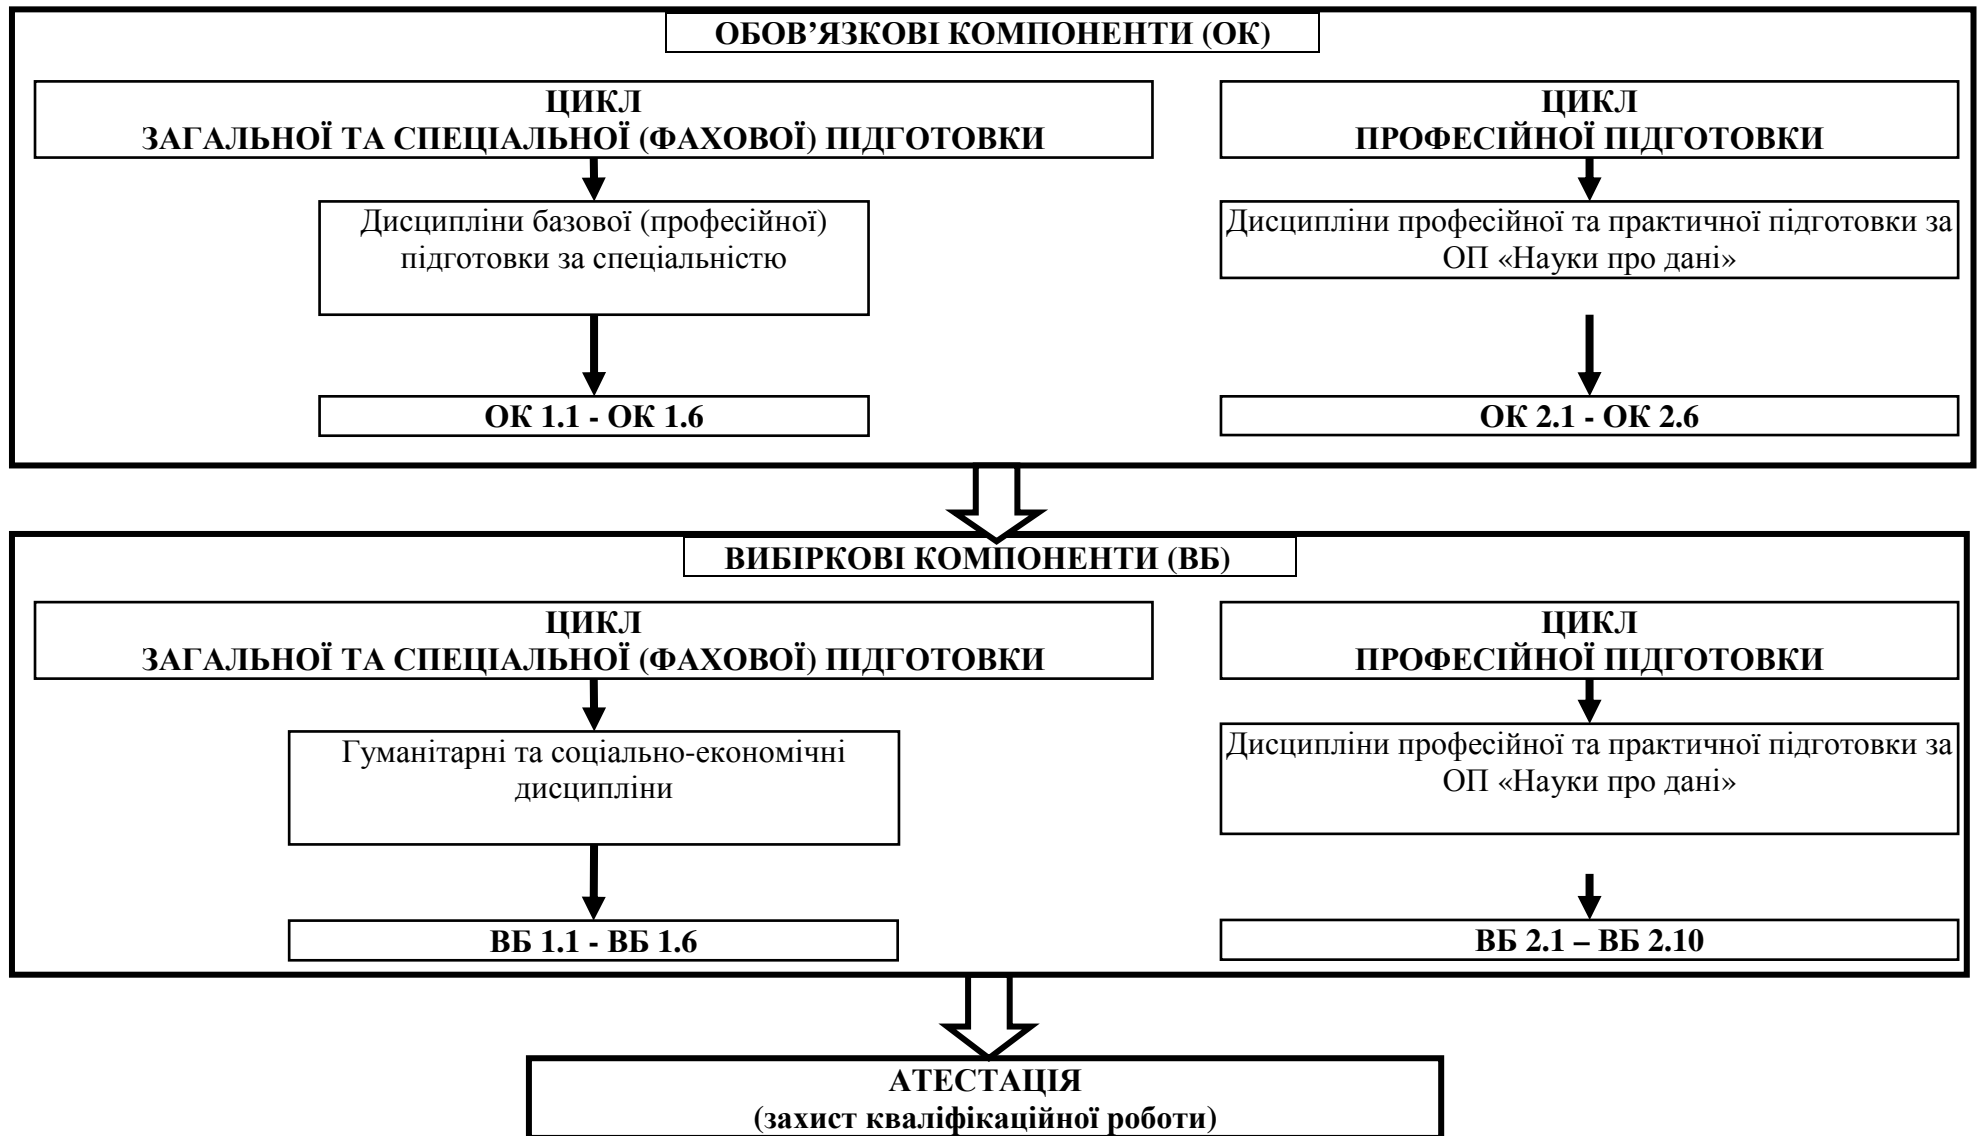 ОБОВ’ЯЗКОВІ КОМПОНЕНТИ (ОК)
ЦИКЛ
ЗАГАЛЬНОЇ ТА СПЕЦІАЛЬНОЇ (ФАХОВОЇ) ПІДГОТОВКИ
ЦИКЛ
ПРОФЕСІЙНОЇ ПІДГОТОВКИ
Дисципліни базової (професійної)
підготовки за спеціальністю
Дисципліни професійної та практичної підготовки за
ОП «Науки про дані»
ОК 1.1 - ОК 1.6
ОК 2.1 - ОК 2.6
ВИБІРКОВІ КОМПОНЕНТИ (ВБ)
ЦИКЛ
ЗАГАЛЬНОЇ ТА СПЕЦІАЛЬНОЇ (ФАХОВОЇ) ПІДГОТОВКИ
ЦИКЛ
ПРОФЕСІЙНОЇ ПІДГОТОВКИ
Гуманітарні та соціально-економічні
дисципліни
Дисципліни професійної та практичної підготовки за
ОП «Науки про дані»
ВБ 1.1 - ВБ 1.6
ВБ 2.1 – ВБ 2.10
АТЕСТАЦІЯ
(захист кваліфікаційної роботи)